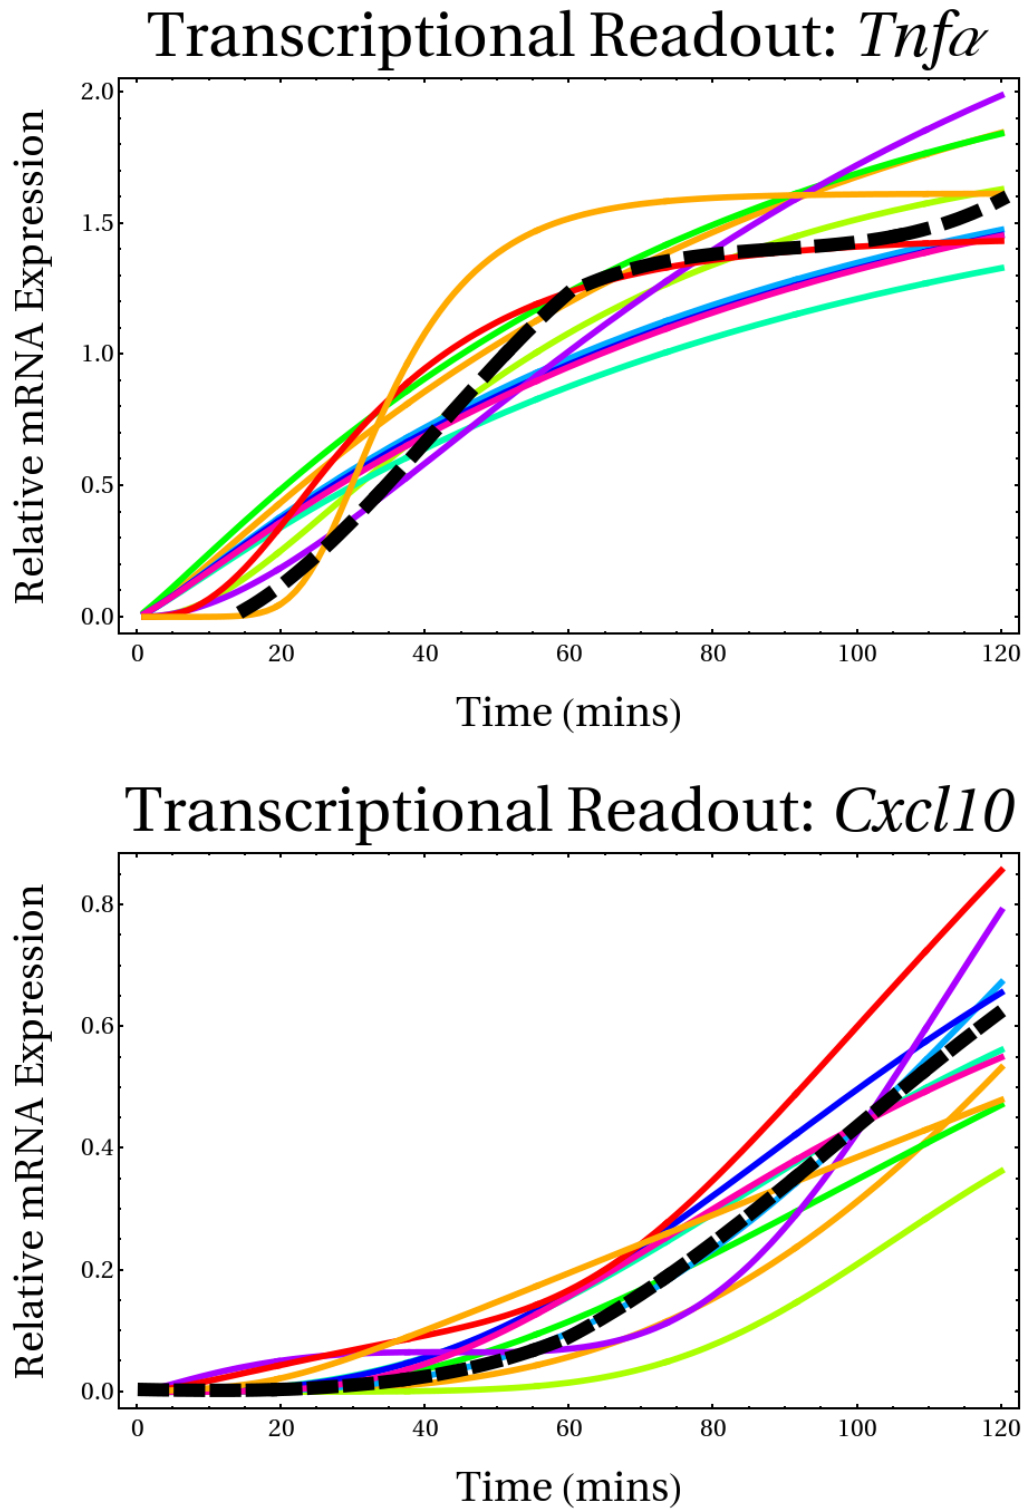 Transcriptional Readout: Tnfα
Relative mRNA Expression
2.0
1.5
1.0
0.5
0.0
0 20 40 60 80 100 120
Time (mins)
Transcriptional Readout: Cxcl10
Relative mRNA Expression
0.8
0.6
0.4
0.2
0.0
0 20 40 60 80 100 120
Time (mins)